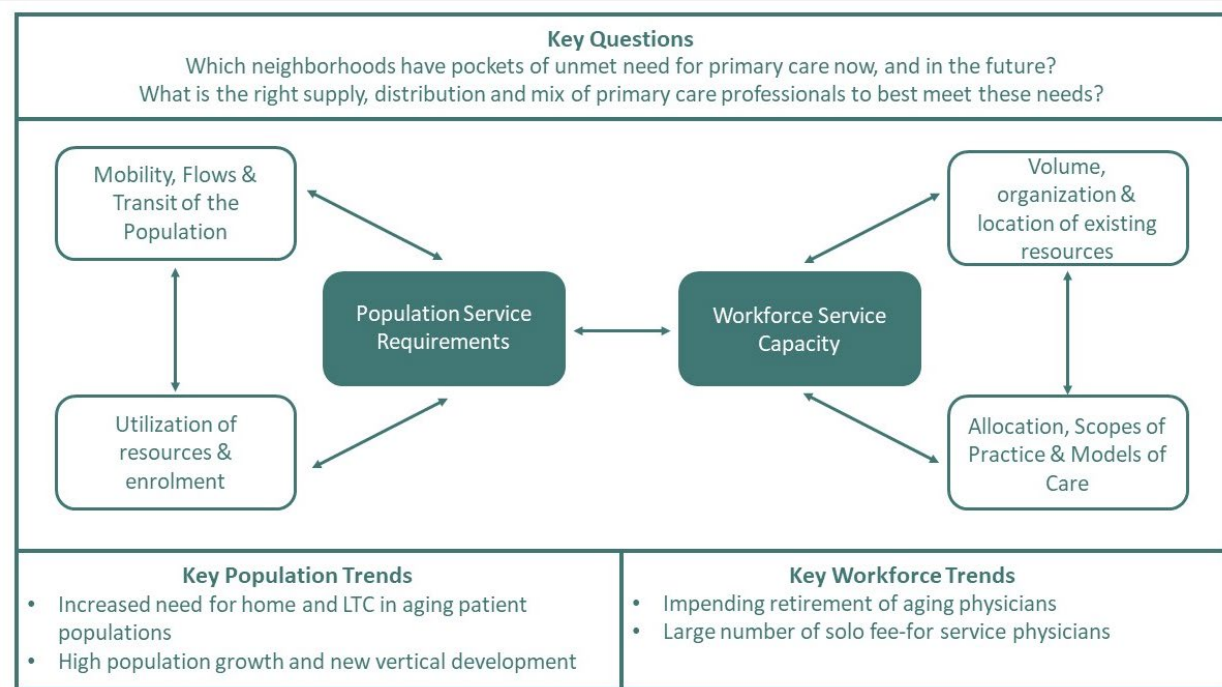 Key Questions
Which neighborhoods have pockets of unmet need for primary care now, and in the future?
What is the right supply, distribution and mix of primary care professionals to best meet these needs?
Mobility, Flows &
Transit of the
Population
Volume,
organization &
location of existing
resources
Population Service
Requirements
Workforce Service
Capacity
Utilization of
resources &
enrolment
Allocation, Scopes of
Practice & Models of
Care
Key Population Trends
• Increased need for home and LTC in aging patient
populations
• High population growth and new vertical development
Key Workforce Trends
• Impending retirement of aging physicians
• Large number of solo fee-for service physicians